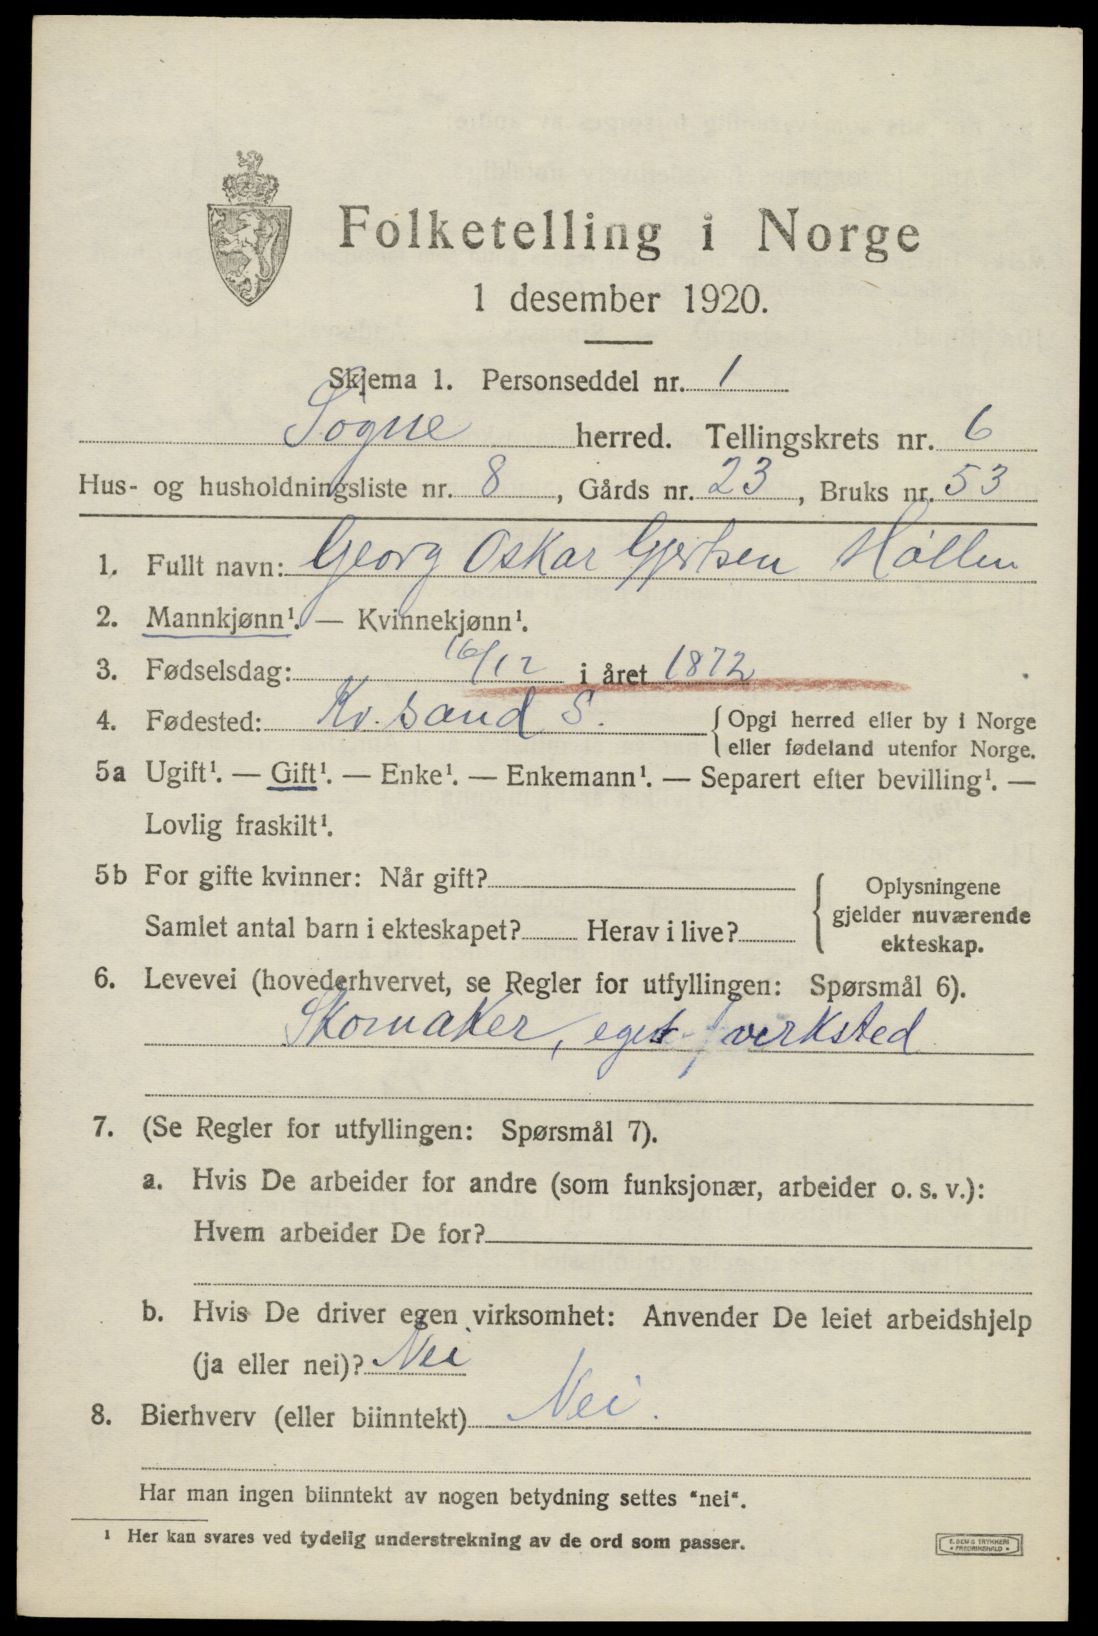 Folketelling i Norge
1 desember 1920.
Skjema 1. Personseddel nr. 1
Søgne herred. Tellingskrets nr. 6
Hus- og husholdningsliste nr. 8, Gårds nr. 23, Bruks nr. 53
1. Fullt navn: Georg Oskar Gjertsen Høllen
2. Mannkjønn¹. — Kvinnekjønn¹.
3. Fødselsdag: 16/12 i året 1872
4. Fødested: Kr. sand S. { Opgi herred eller by i Norge
eller fødeland utenfor Norge.
5a Ugift¹. — Gift¹. — Enke¹. — Enkemann¹. — Separert efter bevilling¹. —
Lovlig fraskilt¹.
5b For gifte kvinner: Når gift?
Samlet antal barn i ekteskapet? Herav i live?
{ Oplysningene
gjelder nuværende
ekteskap.
6. Levevei (hovederhvervet, se Regler for utfyllingen: Spørsmål 6).
Skomaker, eget verksted
7. (Se Regler for utfyllingen: Spørsmål 7).
a. Hvis De arbeider for andre (som funksjonær, arbeider o. s. v.):
Hvem arbeider De for?
b. Hvis De driver egen virksomhet: Anvender De leiet arbeidshjelp
(ja eller nei)? Nei
8. Bierhverv (eller biinntekt) Nei.
Har man ingen biinntekt av nogen betydning settes "nei".
¹ Her kan svares ved tydelig understrekning av de ord som passer.
E. SEM'S TRYKKERI
• FREDRIKSHALD •